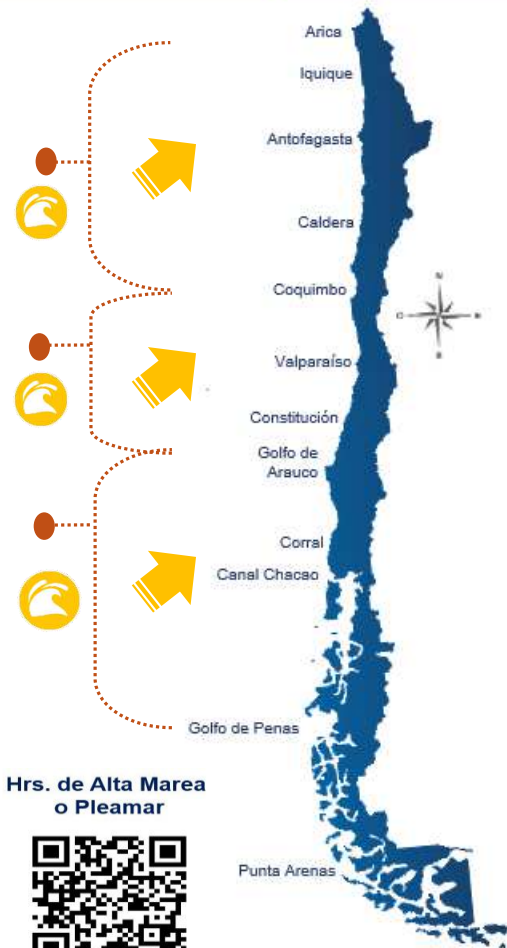 Arica
Iquique
Antofagasta
Caldera
Coquimbo
N
O
E
S
Valparaíso
Constitución
Golfo de
Arauco
Corral
Canal Chacao
Golfo de Penas
Hrs. de Alta Marea
o Pleamar
Punta Arenas